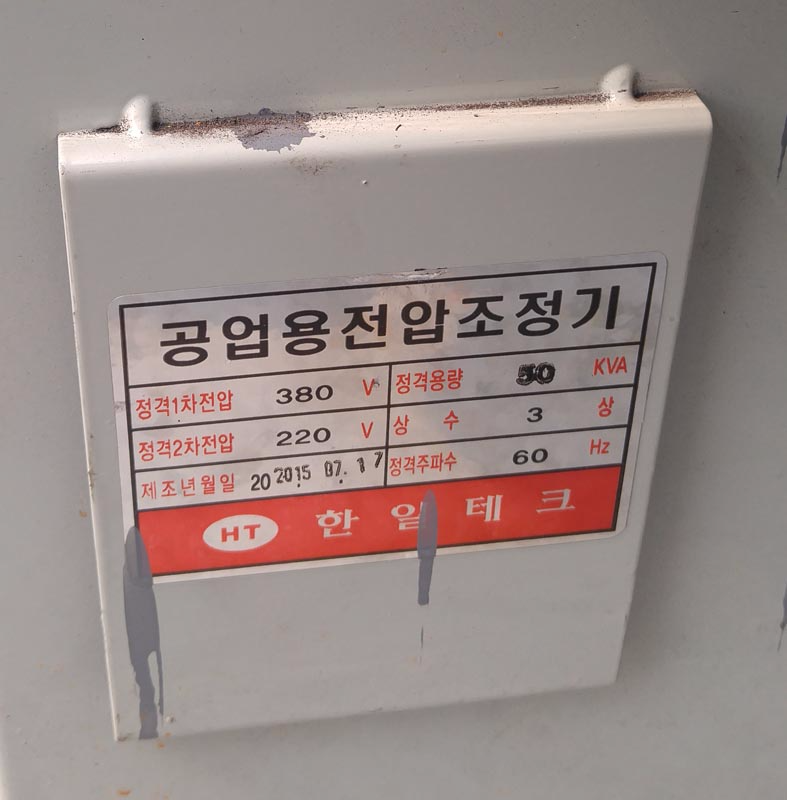 공업용전압조정기
정격1차전압 380 V 정격용량 50 KVA
정격2차전압 220 V 상 수 3 상
제조년월일 20 2015 07. 17 정격주파수 60 Hz
HT 한일테크